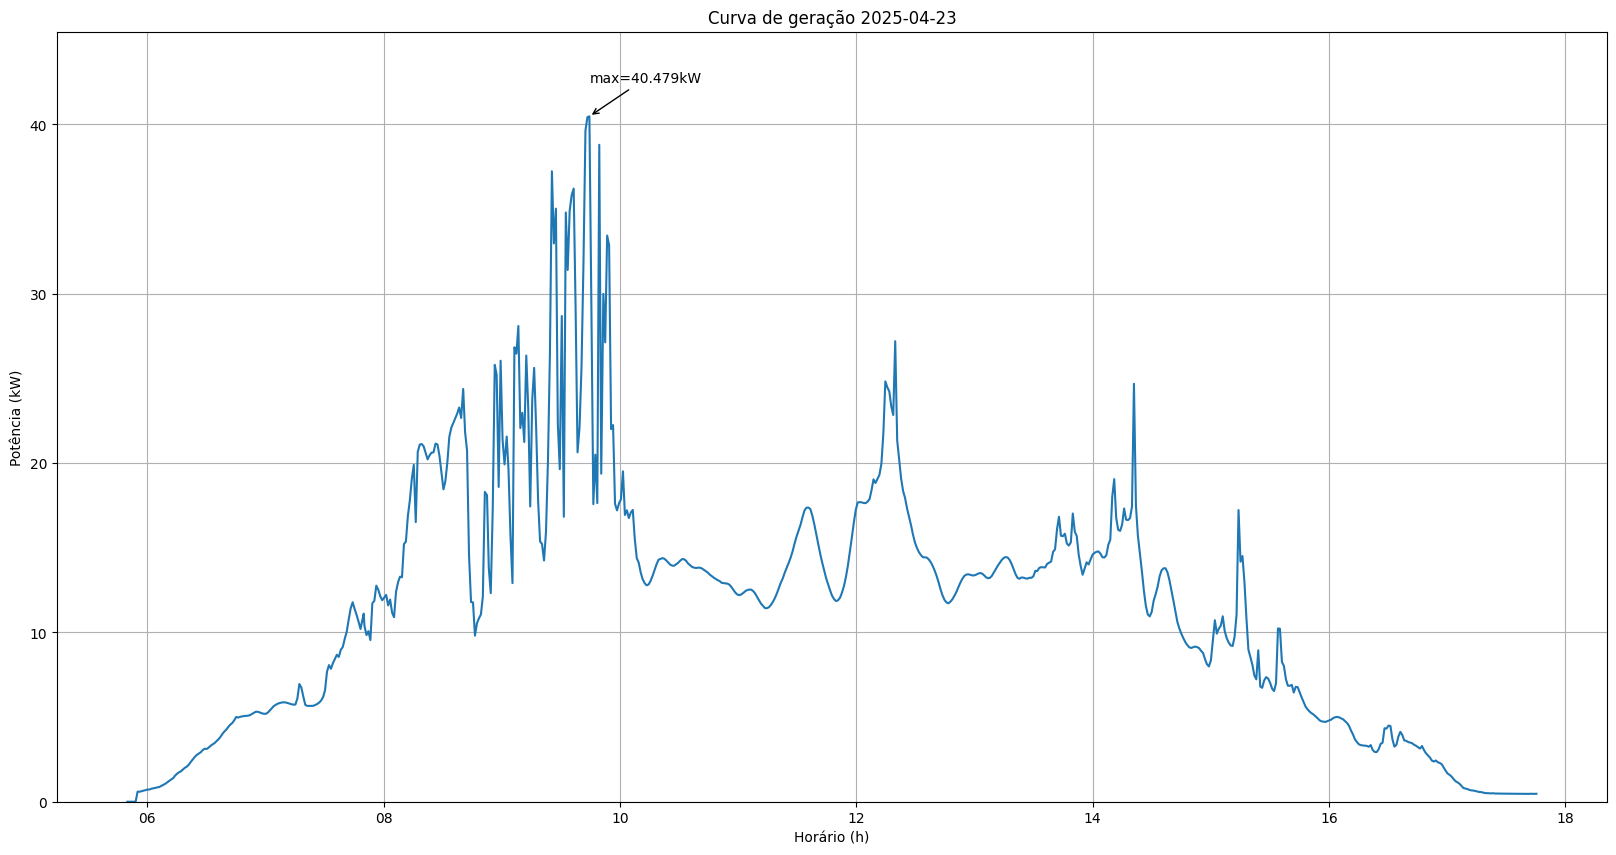 Curva de geração 2025-04-23
max=40.479kW
Potência (kW)
40
30
20
10
0
06 08 10 12 14 16 18
Horário (h)